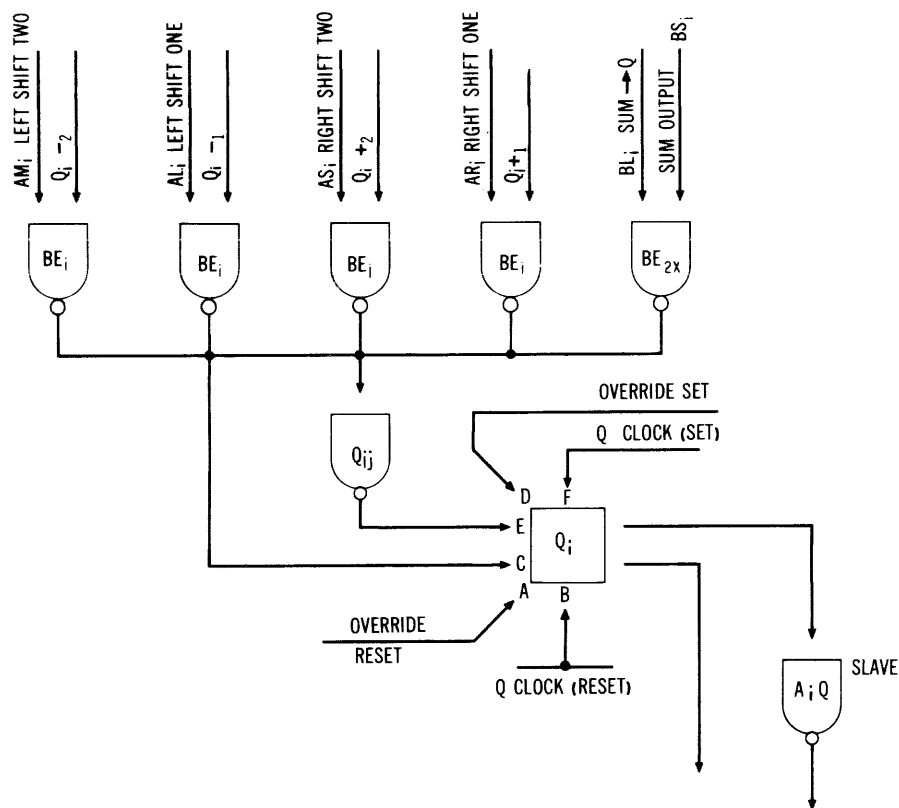 AMi LEFT SHIFT TWO
Qi -2
ALi LEFT SHIFT ONE
Qi -1
ASi RIGHT SHIFT TWO
Qi +2
ARi RIGHT SHIFT ONE
Qi+1
BLi SUM → Q
SUM OUTPUT BSi
BEi
BEi
BEi
BEi
BE2X
OVERRIDE SET
Q CLOCK (SET)
Qij
D F
E
Qi
C
A B
OVERRIDE
RESET
Q CLOCK (RESET)
SLAVE
AiQ